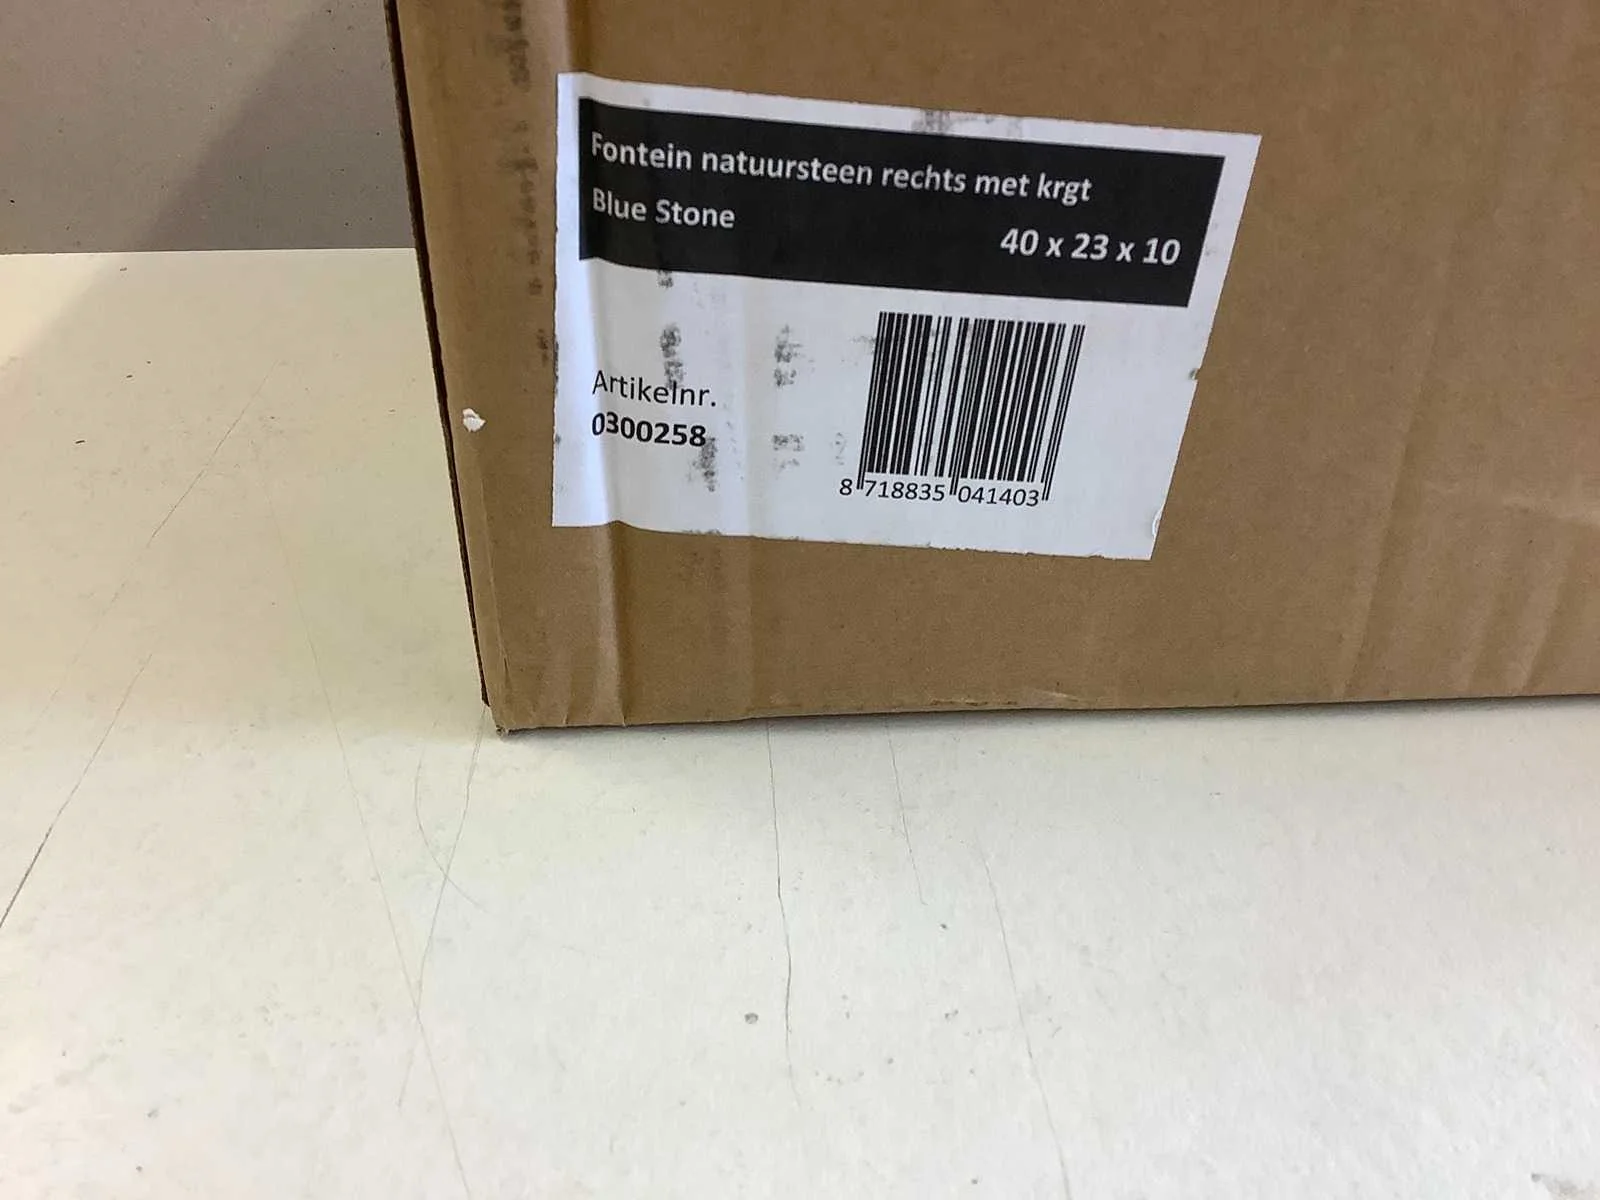 Fontein natuursteen rechts met krgt
Blue Stone
40 x 23 x 10
Artikelnr.
0300258
8 718835 041403